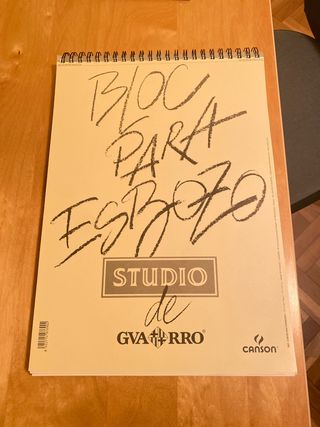 BLOC
PARA
ESBOZO
STUDIO
de
GVARRO®
CANSON